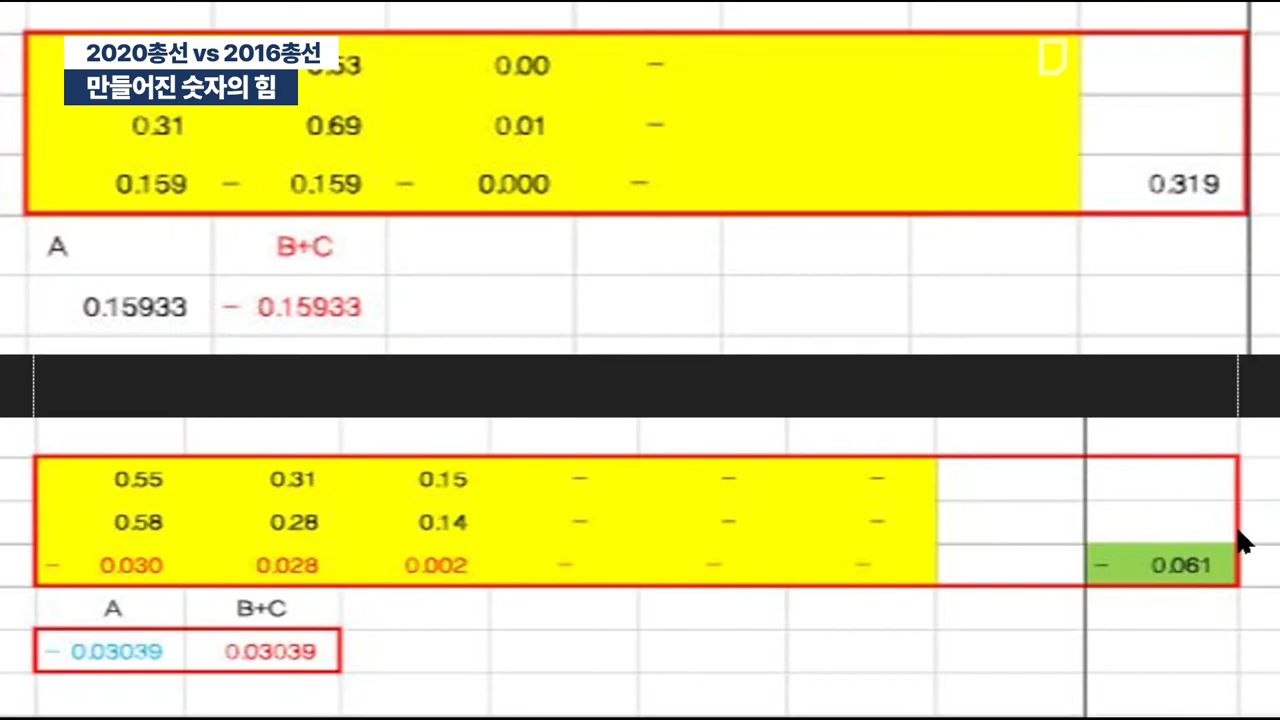 2020총선 vs 2016총선
만들어진 숫자의 힘
0.00 –
0.31 0.69 0.01 –
0.159 – 0.159 – 0.000 – 0.319
A B+C
0.15933 – 0.15933
0.55 0.31 0.15 – – –
0.58 0.28 0.14 – – –
– 0.030 0.028 0.002 – – – – 0.061
A B+C
– 0.03039 0.03039